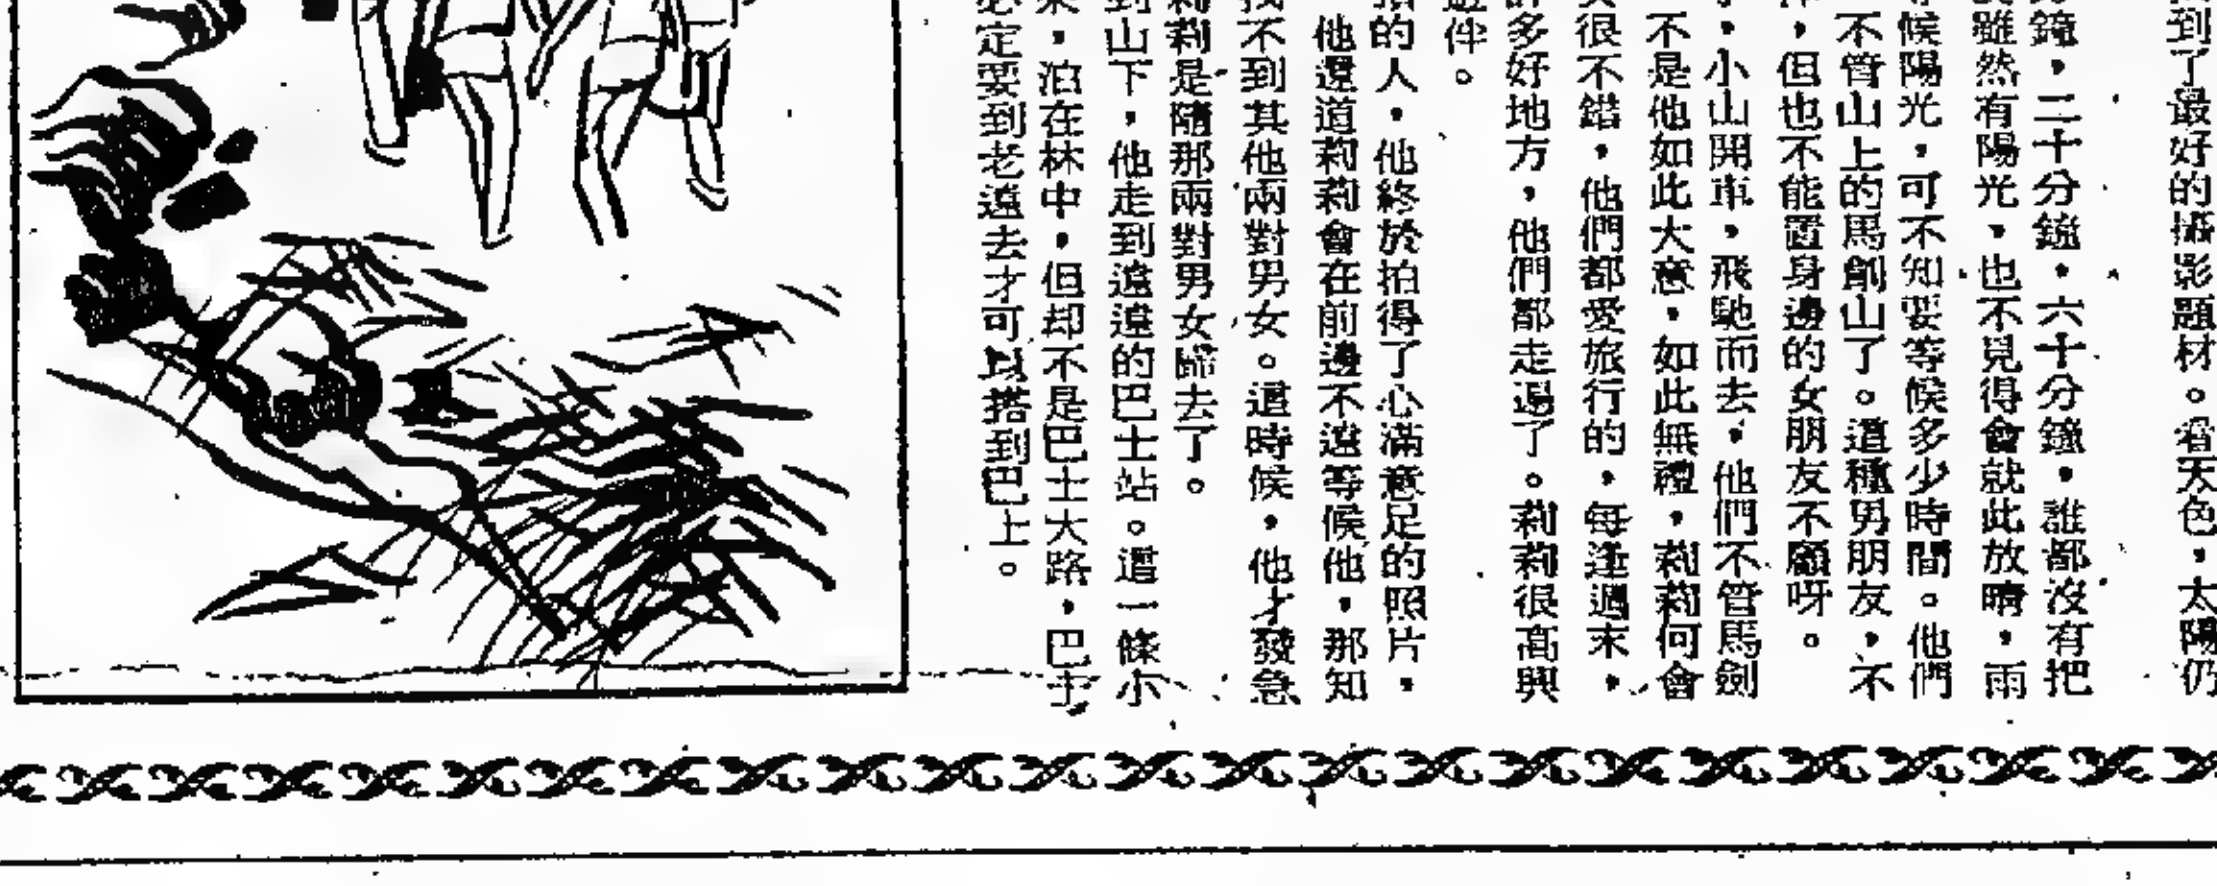 到了最好的攝影題材。看天色，太陽仍
鐘，二十分鐘，六十分鐘，誰都沒有把
雖然有陽光，也不見得會就此放晴，雨
候陽光，可不知要等候多少時間。他們
不管山上的馬劍山了。這種男朋友，不
，但也不能置身邊的女朋友不顧呀。
，小山開車，飛馳而去，他們不管馬劍
不是他如此大意，如此無禮，莉莉何會
很不錯，他們都愛旅行的，每逢週末，
多好地方，他們都走遍了。莉莉很高興
遊伴。
的人，他終於拍得了心滿意足的照片，
他還道莉莉會在前邊不遠等候他，那知
找不到其他兩對男女。這時候，他才發急
莉莉是隨那兩對男女歸去了。
到山下，他走到遠遠的巴士站。這一條小
來，泊在林中，但却不是巴士大路，巴士
必定要到老遠去才可以搭到巴士。